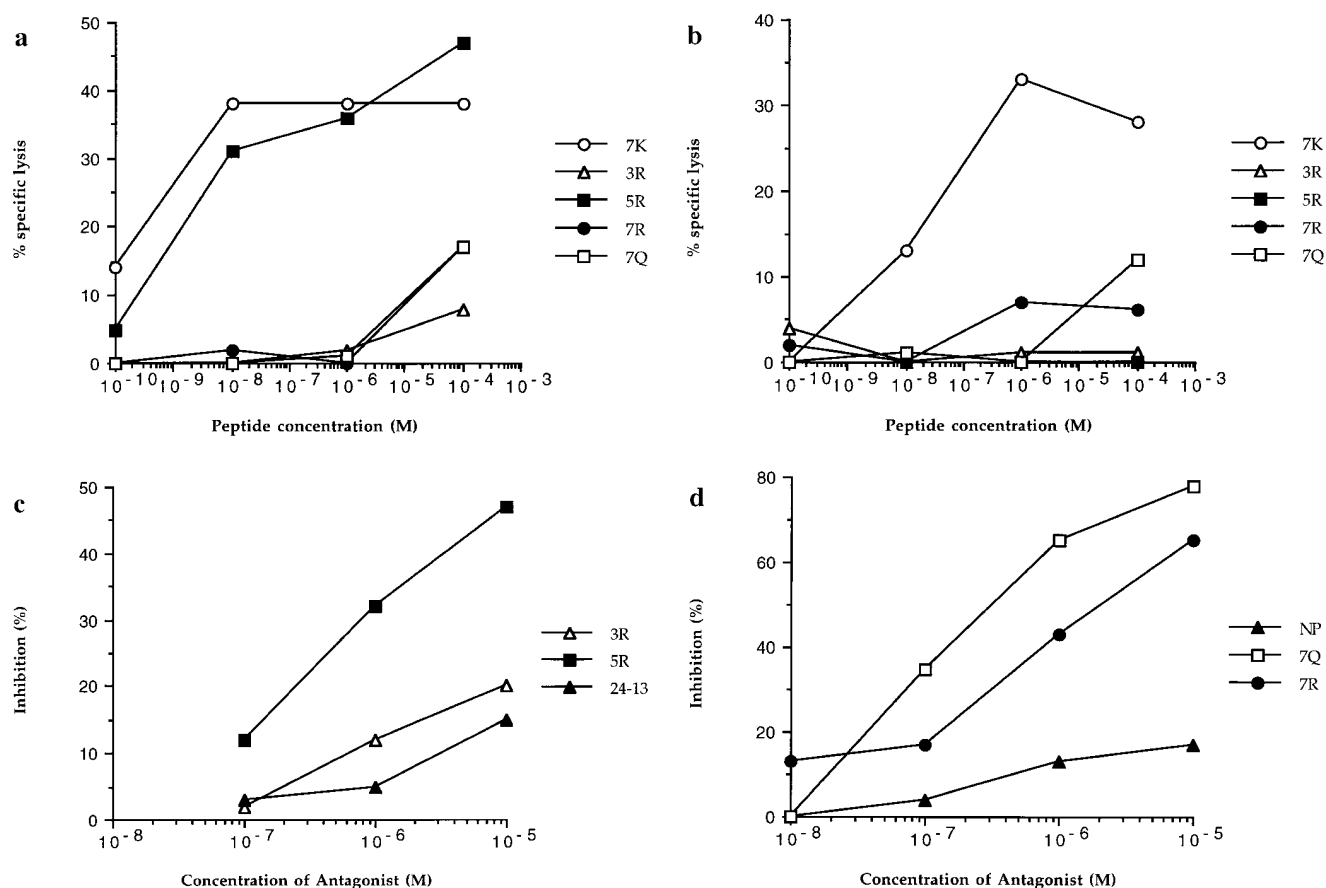 a
50
40
30
20
10
0
% specific lysis
10⁻¹⁰ 10⁻⁹ 10⁻⁸ 10⁻⁷ 10⁻⁶ 10⁻⁵ 10⁻⁴ 10⁻³
Peptide concentration (M)
7K
3R
5R
7R
7Q
b
40
30
20
10
0
% specific lysis
10⁻¹⁰ 10⁻⁹ 10⁻⁸ 10⁻⁷ 10⁻⁶ 10⁻⁵ 10⁻⁴ 10⁻³
Peptide concentration (M)
7K
3R
5R
7R
7Q
c
50
40
30
20
10
0
Inhibition (%)
10⁻⁸ 10⁻⁷ 10⁻⁶ 10⁻⁵
Concentration of Antagonist (M)
3R
5R
24-13
d
80
60
40
20
0
Inhibition (%)
10⁻⁸ 10⁻⁷ 10⁻⁶ 10⁻⁵
Concentration of Antagonist (M)
NP
7Q
7R